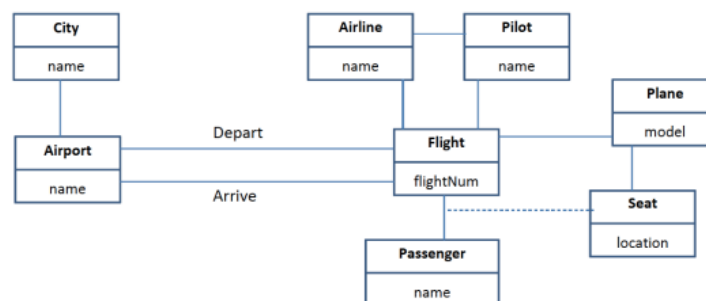 City
name
Airline
name
Pilot
name
Plane
model
Depart
Airport
name
Flight
flightNum
Arrive
Seat
location
Passenger
name